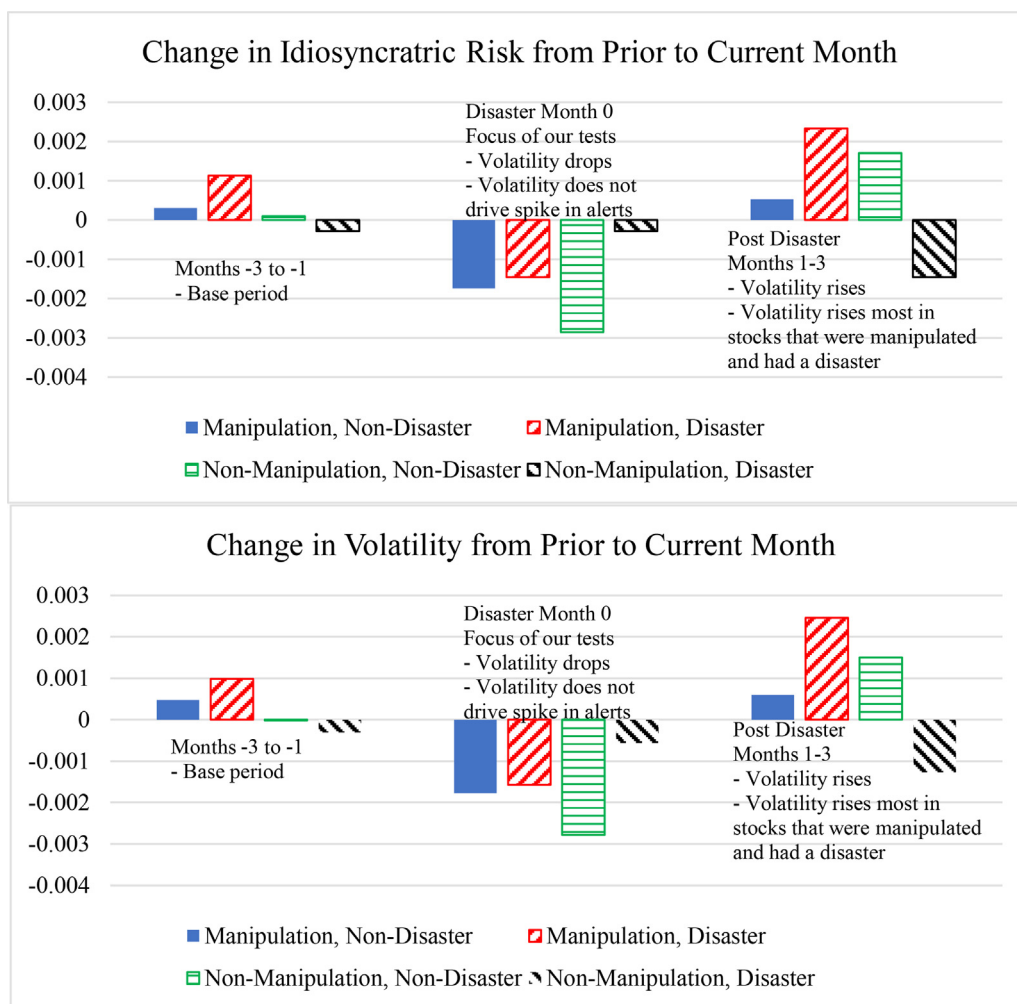 Change in Idiosyncratric Risk from Prior to Current Month
0.003
0.002
0.001
0
-0.001
-0.002
-0.003
-0.004
Months -3 to -1
- Base period
Disaster Month 0
Focus of our tests
- Volatility drops
- Volatility does not
drive spike in alerts
Post Disaster
Months 1-3
- Volatility rises
- Volatility rises most in
stocks that were manipulated
and had a disaster
Manipulation, Non-Disaster
Manipulation, Disaster
Non-Manipulation, Non-Disaster
Non-Manipulation, Disaster
Change in Volatility from Prior to Current Month
0.003
0.002
0.001
0
-0.001
-0.002
-0.003
-0.004
Months -3 to -1
- Base period
Disaster Month 0
Focus of our tests
- Volatility drops
- Volatility does not
drive spike in alerts
Post Disaster
Months 1-3
- Volatility rises
- Volatility rises most in
stocks that were manipulated
and had a disaster
Manipulation, Non-Disaster
Manipulation, Disaster
Non-Manipulation, Non-Disaster
Non-Manipulation, Disaster